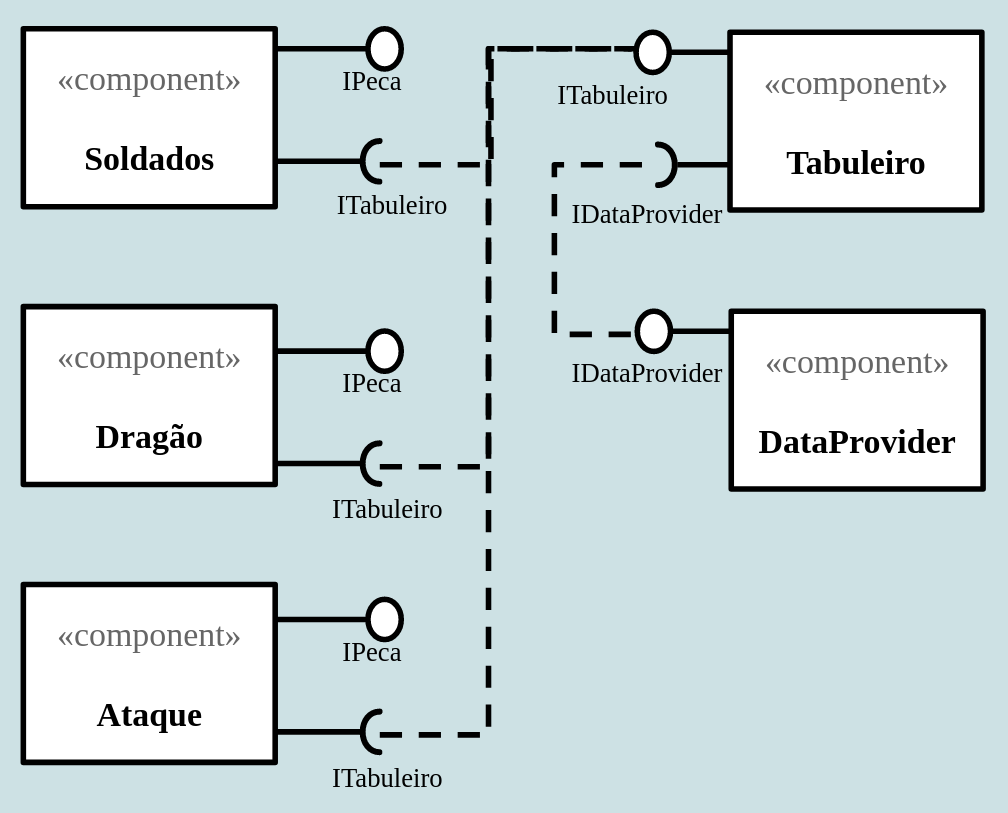 «component»
Soldados
IPeca
ITabuleiro
«component»
Dragão
IPeca
ITabuleiro
«component»
Ataque
IPeca
ITabuleiro
ITabuleiro
«component»
Tabuleiro
IDataProvider
IDataProvider
«component»
DataProvider